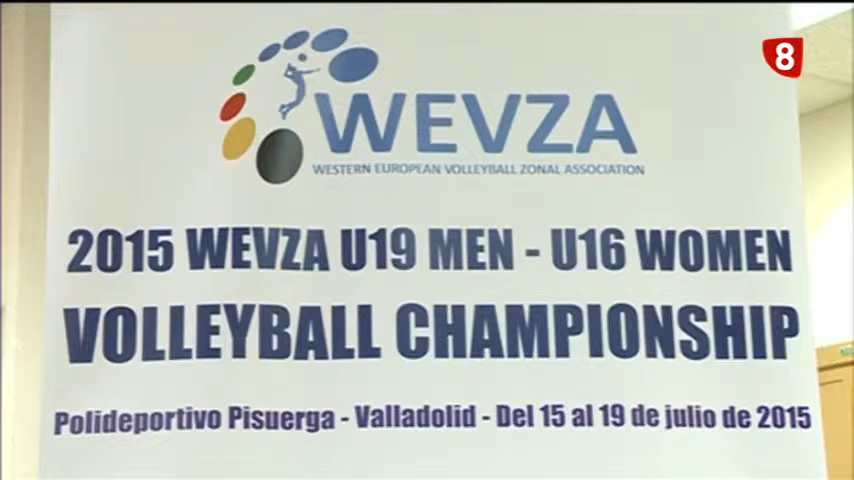 8
WEVZA
WESTERN EUROPEAN VOLLEYBALL ZONAL ASSOCIATION
2015 WEVZA U19 MEN - U16 WOMEN
VOLLEYBALL CHAMPIONSHIP
Polideportivo Pisuerga - Valladolid - Del 15 al 19 de julio de 2015